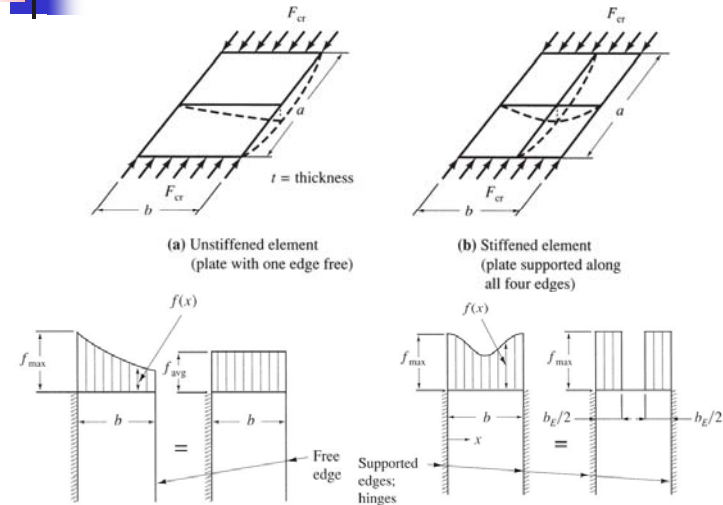 F_cr
F_cr
a
a
t = thickness
F_cr
F_cr
b
b
(a) Unstiffened element
(plate with one edge free)
(b) Stiffened element
(plate supported along
all four edges)
f(x)
f(x)
f_max
f_avg
f_max
f_max
b
b
b
b_E/2
b_E/2
x
=
=
Free
edge
Supported
edges;
hinges